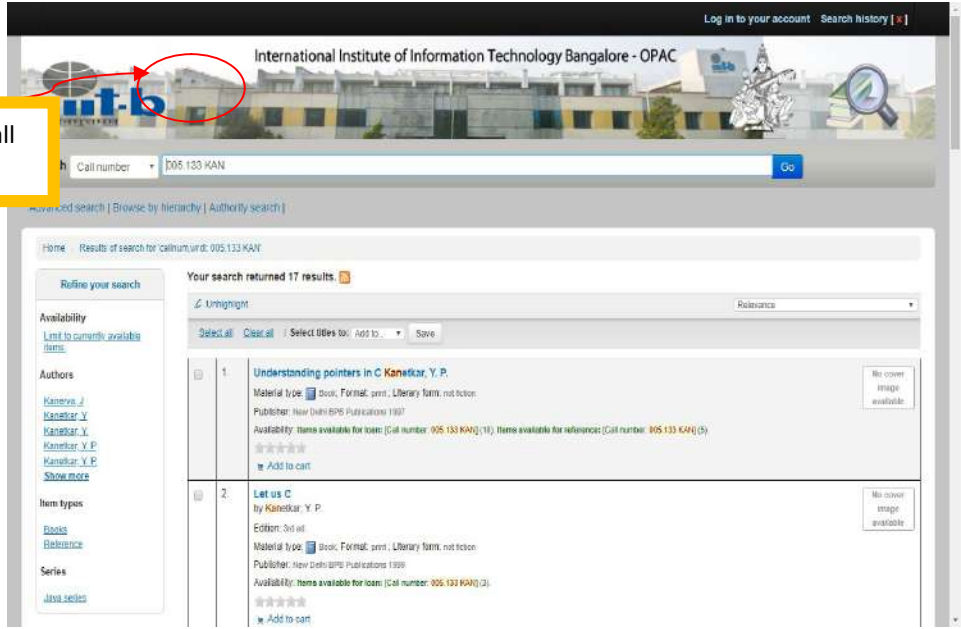 Log in to your account Search history [x]
International Institute of Information Technology Bangalore - OPAC
iiit-b
all
h Call number 005.133 KAN Go
Advanced search | Browse by hierarchy | Authority search |
Home Results of search for 'callnum,wrdl: 005.133 KAN'
Refine your search
Availability
Limit to currently available items.
Authors
Kanerva, J
Kanetkar, Y
Kanetkar, Y.
Kanetkar, Y. P
Kanetkar, Y. P.
Show more
Item types
Books
Reference
Series
Java series
Your search returned 17 results.
Unhighlight Relevance
Select all Clear all | Select titles to: Add to... Save
1 Understanding pointers in C Kanetkar, Y. P.
Material type: Book; Format: print ; Literary form: not fiction
Publisher: New Delhi BPB Publications 1997
Availability: Items available for loan: [Call number: 005.133 KAN] (18). Items available for reference: [Call number: 005.133 KAN] (5).
Add to cart
No cover
image
available
2 Let us C
by Kanetkar, Y. P.
Edition: 3rd ed.
Material type: Book; Format: print ; Literary form: not fiction
Publisher: New Delhi BPB Publications 1999
Availability: Items available for loan: [Call number: 005.133 KAN] (3).
Add to cart
No cover
image
available